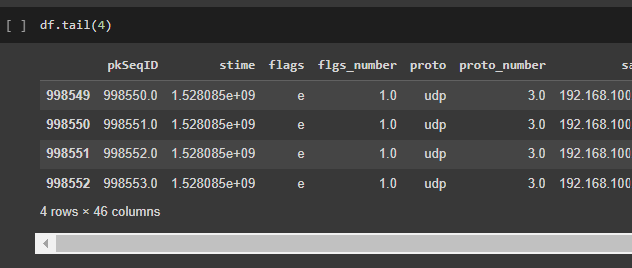 [ ] df.tail(4)
pkSeqID stime flags flgs_number proto proto_number sa
998549 998550.0 1.528085e+09 e 1.0 udp 3.0 192.168.100
998550 998551.0 1.528085e+09 e 1.0 udp 3.0 192.168.100
998551 998552.0 1.528085e+09 e 1.0 udp 3.0 192.168.100
998552 998553.0 1.528085e+09 e 1.0 udp 3.0 192.168.100
4 rows × 46 columns